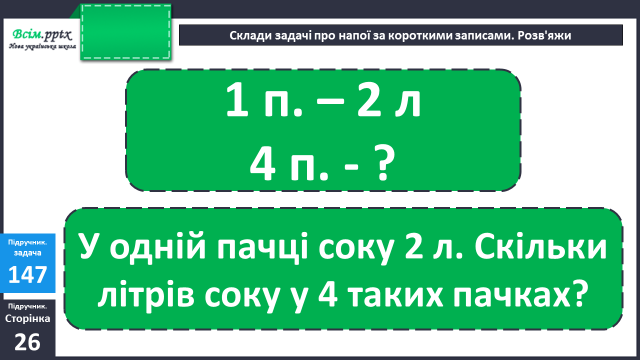 Всім.pptx
Нова українська школа
Склади задачі про напої за короткими записами. Розв'яжи
1 п. – 2 л
4 п. - ?
У одній пачці соку 2 л. Скільки
літрів соку у 4 таких пачках?
Підручник.
задача
147
Підручник.
Сторінка
26